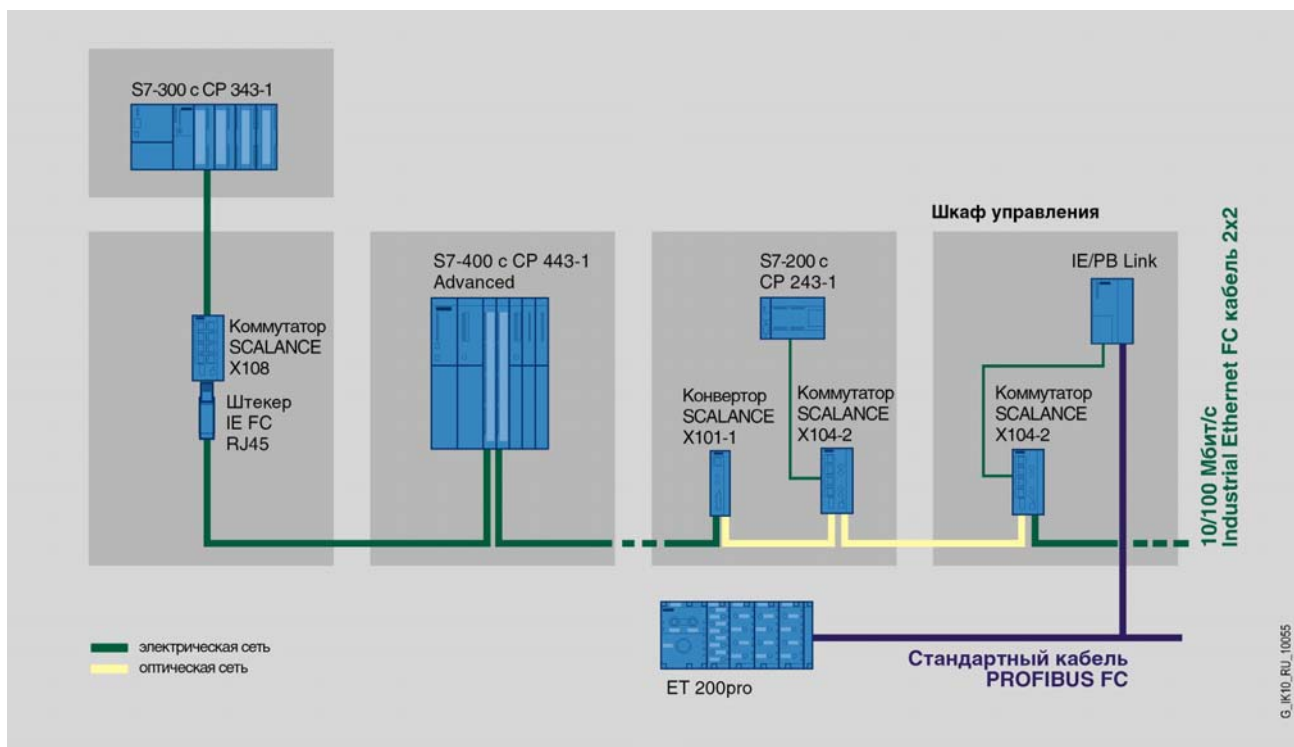 S7-300 с CP 343-1
Шкаф управления
S7-400 с CP 443-1
Advanced
S7-200 с
CP 243-1
IE/PB Link
Коммутатор
SCALANCE
X108
Штекер
IE FC
RJ45
Конвертор
SCALANCE
X101-1
Коммутатор
SCALANCE
X104-2
Коммутатор
SCALANCE
X104-2
10/100 Мбит/с
Industrial Ethernet FC кабель 2x2
электрическая сеть
оптическая сеть
ET 200pro
Стандартный кабель
PROFIBUS FC
G_IK10_RU_10055